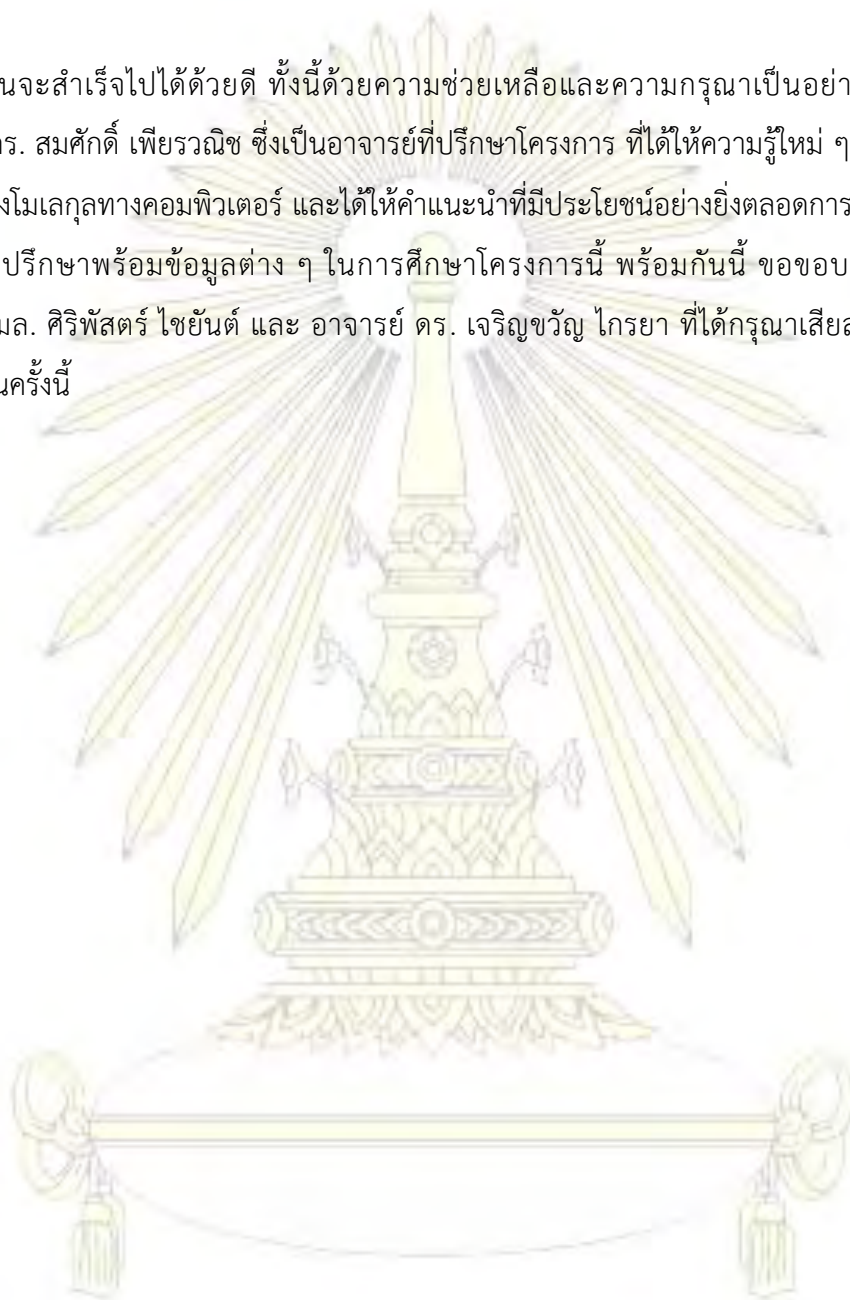 นจะสำเร็จไปได้ด้วยดี ทั้งนี้ด้วยความช่วยเหลือและความกรุณาเป็นอย่า
ดร. สมศักดิ์ เพียรวณิช ซึ่งเป็นอาจารย์ที่ปรึกษาโครงการ ที่ได้ให้ความรู้ใหม่ ๆ
งโมเลกุลทางคอมพิวเตอร์ และได้ให้คำแนะนำที่มีประโยชน์อย่างยิ่งตลอดการ
ปรึกษาพร้อมข้อมูลต่าง ๆ ในการศึกษาโครงการนี้ พร้อมกันนี้ ขอขอบ
มล. ศิริพัสตร์ ไชยันต์ และ อาจารย์ ดร. เจริญขวัญ ไกรยา ที่ได้กรุณาเสียส
นครั้งนี้